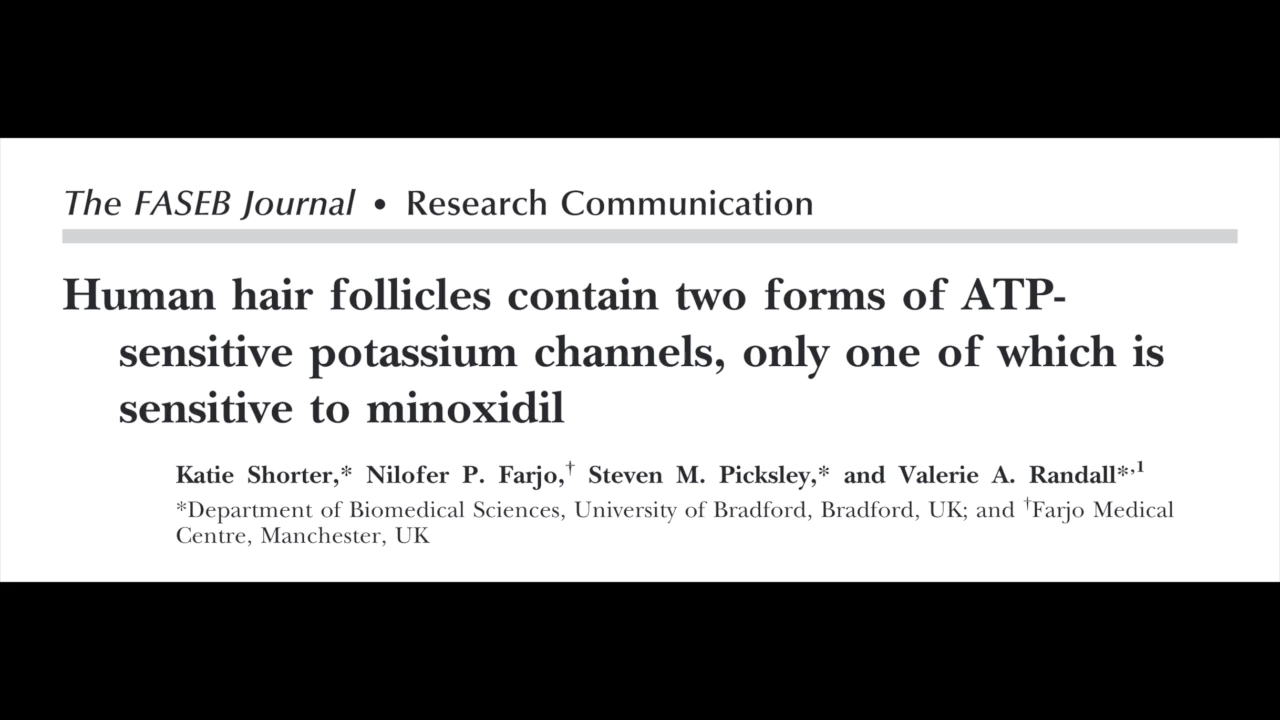 The FASEB Journal • Research Communication
Human hair follicles contain two forms of ATP-
sensitive potassium channels, only one of which is
sensitive to minoxidil
Katie Shorter,* Nilofer P. Farjo,† Steven M. Picksley,* and Valerie A. Randall*,1
*Department of Biomedical Sciences, University of Bradford, Bradford, UK; and †Farjo Medical
Centre, Manchester, UK